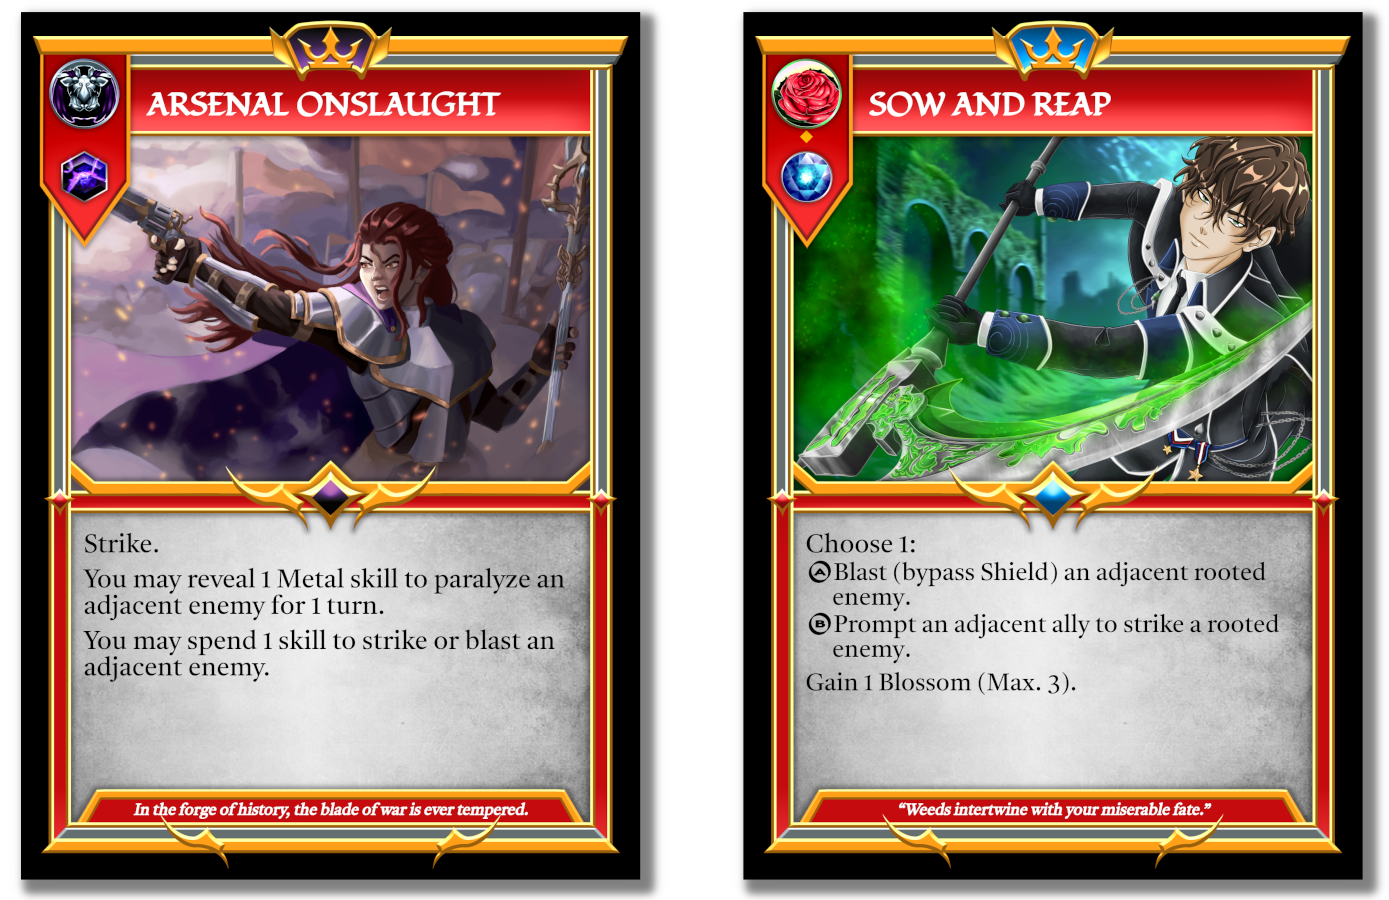 ARSENAL ONSLAUGHT
Strike.
You may reveal 1 Metal skill to paralyze an
adjacent enemy for 1 turn.
You may spend 1 skill to strike or blast an
adjacent enemy.
In the forge of history, the blade of war is ever tempered.
SOW AND REAP
Choose 1:
Ⓐ Blast (bypass Shield) an adjacent rooted
enemy.
Ⓑ Prompt an adjacent ally to strike a rooted
enemy.
Gain 1 Blossom (Max. 3).
“Weeds intertwine with your miserable fate.”